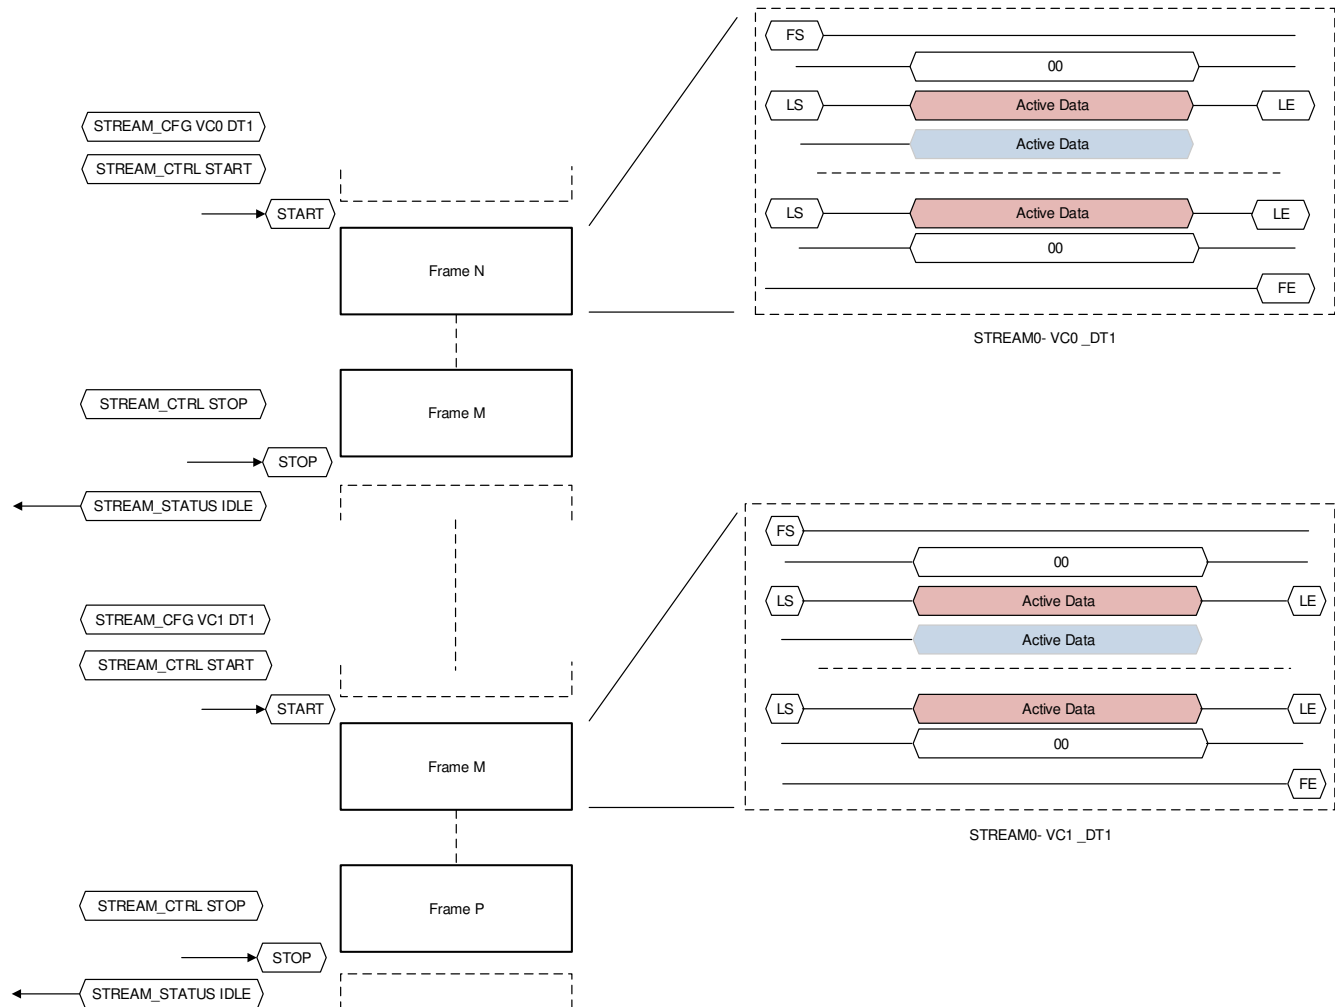 FS
00
LS Active Data LE
Active Data
LS Active Data LE
00
FE
STREAM0- VC0 _DT1
STREAM_CFG VC0 DT1
STREAM_CTRL START
START
Frame N
Frame M
STREAM_CTRL STOP
STOP
STREAM_STATUS IDLE
FS
00
LS Active Data LE
Active Data
LS Active Data LE
00
FE
STREAM0- VC1 _DT1
STREAM_CFG VC1 DT1
STREAM_CTRL START
START
Frame M
Frame P
STREAM_CTRL STOP
STOP
STREAM_STATUS IDLE